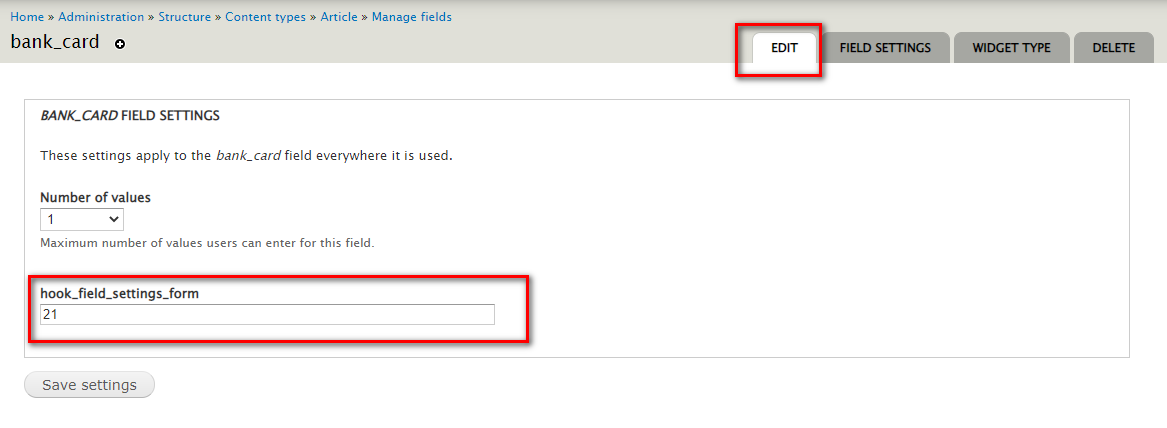 Home » Administration » Structure » Content types » Article » Manage fields
bank_card
EDIT FIELD SETTINGS WIDGET TYPE DELETE
BANK_CARD FIELD SETTINGS
These settings apply to the bank_card field everywhere it is used.
Number of values
1
Maximum number of values users can enter for this field.
hook_field_settings_form
21
Save settings